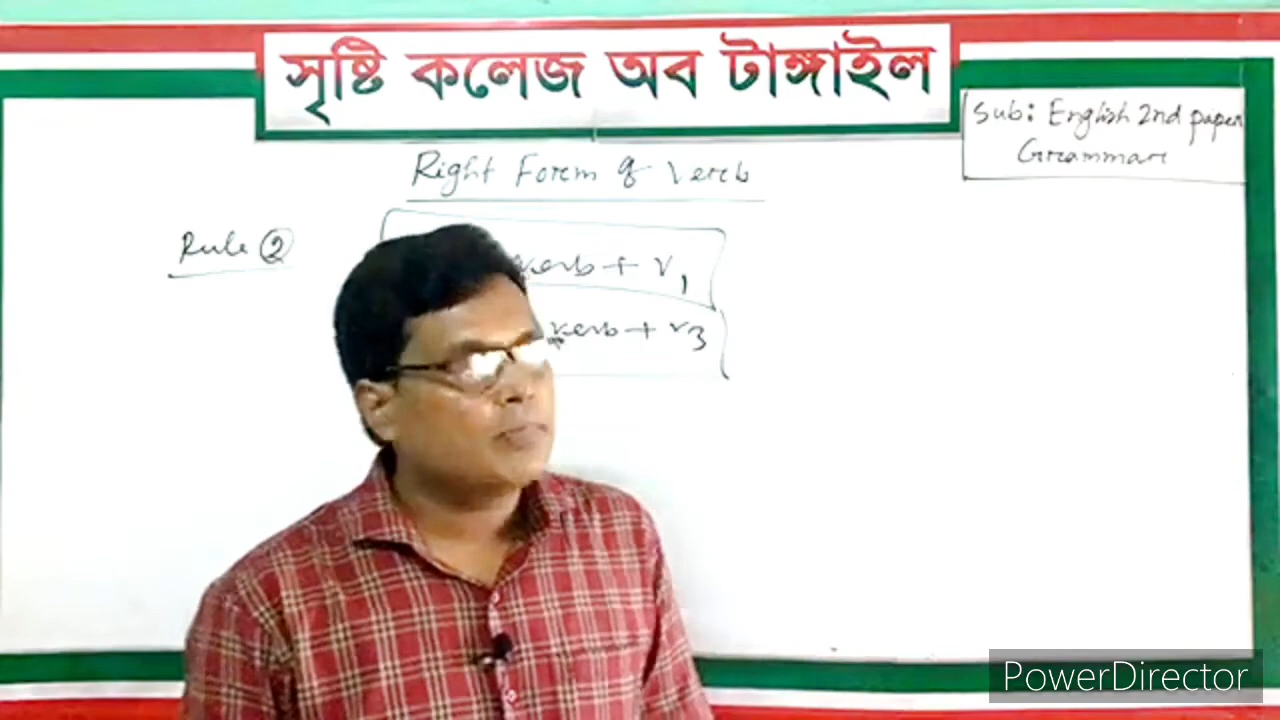 সৃষ্টি কলেজ অব টাঙ্গাইল
Sub: English 2nd paper
Grammar
Right Form of Verb
Rule 2
verb + V1
verb + V3
PowerDirector